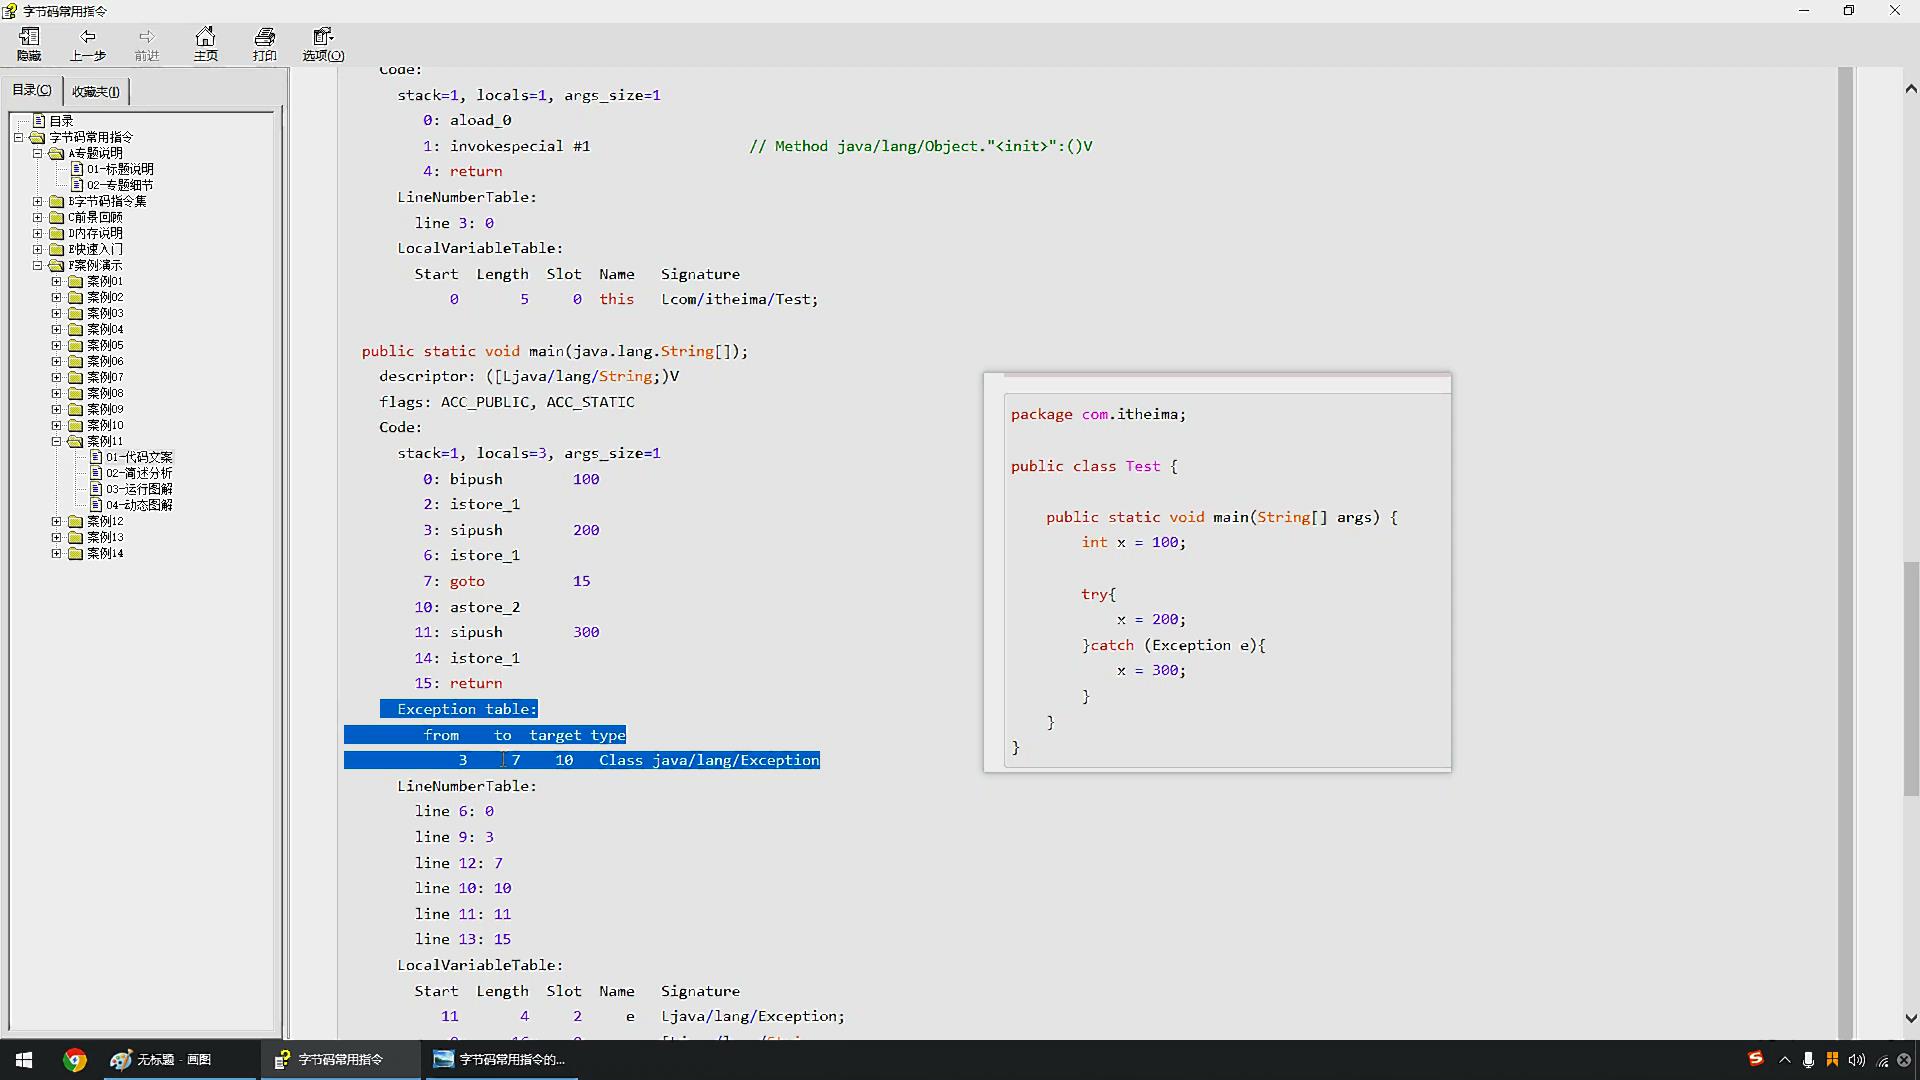 字节码常用指令
隐藏
上一步
前进
主页
打印
选项(O)
目录(C)
收藏夹(I)
目录
字节码常用指令
A专题说明
01-标题说明
02-专题细节
B字节码指令集
C前景回顾
D内存说明
E快速入门
F案例演示
案例01
案例02
案例03
案例04
案例05
案例06
案例07
案例08
案例09
案例10
案例11
01-代码文案
02-简述分析
03-运行图解
04-动态图解
案例12
案例13
案例14
Code:
stack=1, locals=1, args_size=1
0: aload_0
1: invokespecial #1 // Method java/lang/Object."<init>":()V
4: return
LineNumberTable:
line 3: 0
LocalVariableTable:
Start Length Slot Name Signature
0 5 0 this Lcom/itheima/Test;
public static void main(java.lang.String[]);
descriptor: ([Ljava/lang/String;)V
flags: ACC_PUBLIC, ACC_STATIC
Code:
stack=1, locals=3, args_size=1
0: bipush 100
2: istore_1
3: sipush 200
6: istore_1
7: goto 15
10: astore_2
11: sipush 300
14: istore_1
15: return
Exception table:
from to target type
3 7 10 Class java/lang/Exception
LineNumberTable:
line 6: 0
line 9: 3
line 12: 7
line 10: 10
line 11: 11
line 13: 15
LocalVariableTable:
Start Length Slot Name Signature
11 4 2 e Ljava/lang/Exception;
package com.itheima;
public class Test {
public static void main(String[] args) {
int x = 100;
try{
x = 200;
}catch (Exception e){
x = 300;
}
}
}
无标题 - 画图
字节码常用指令
字节码常用指令的...